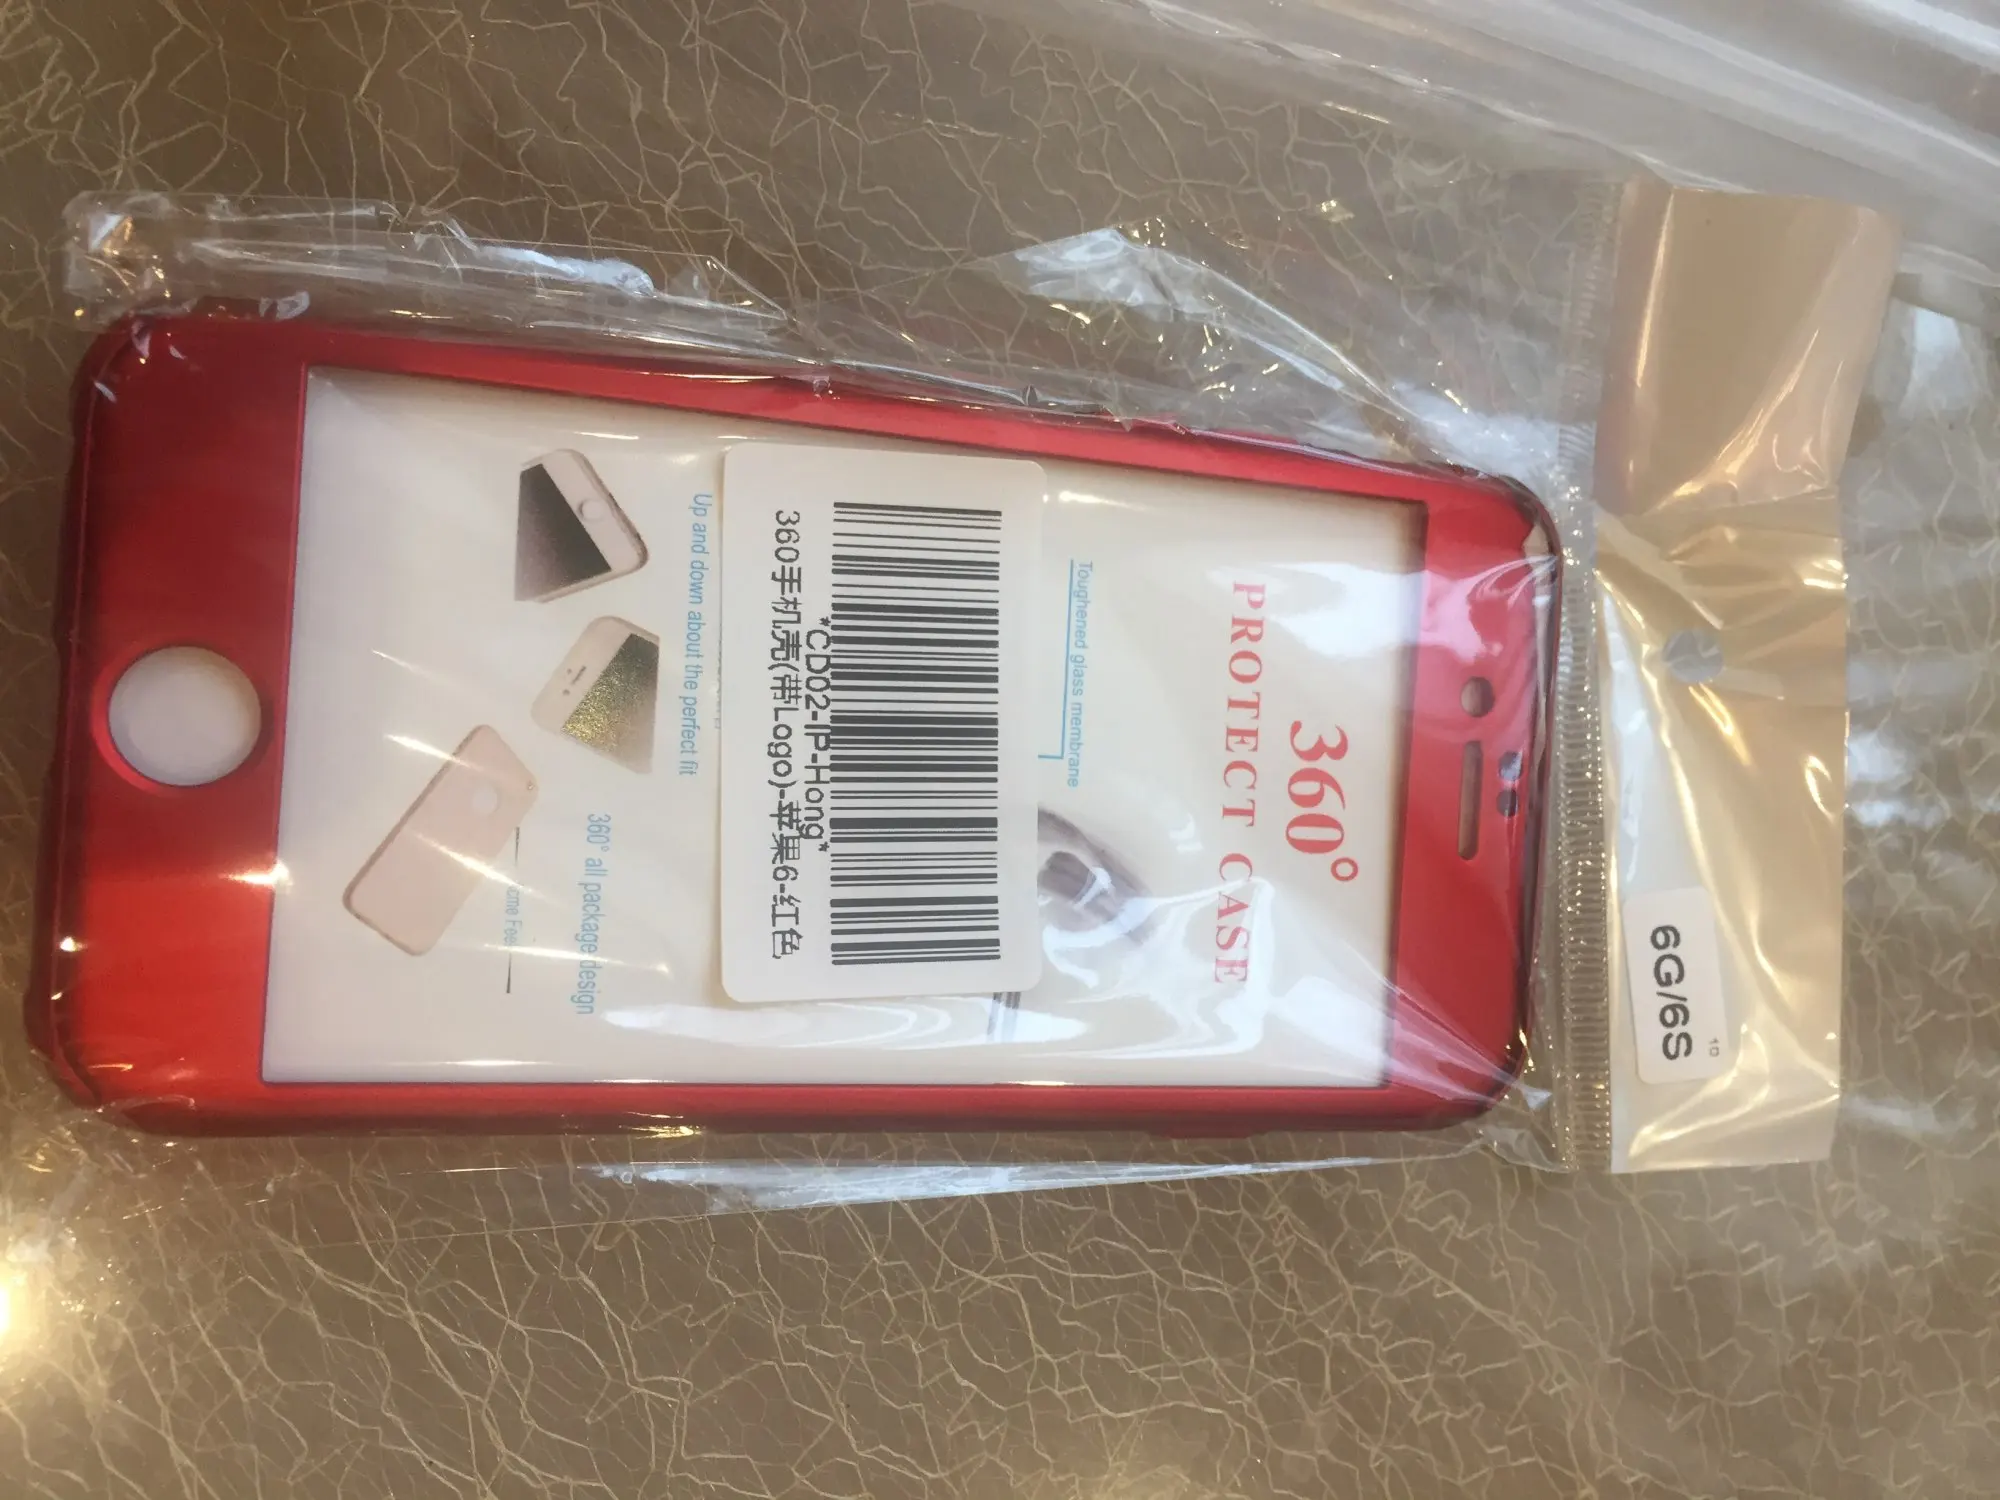 6G/6S
10
360°
PROTECT CASE
Toughened glass membrane
*CD02-IP-Hong*
360手机壳(带Logo)-苹果6-红色
Up and down about the perfect fit
360° all package design